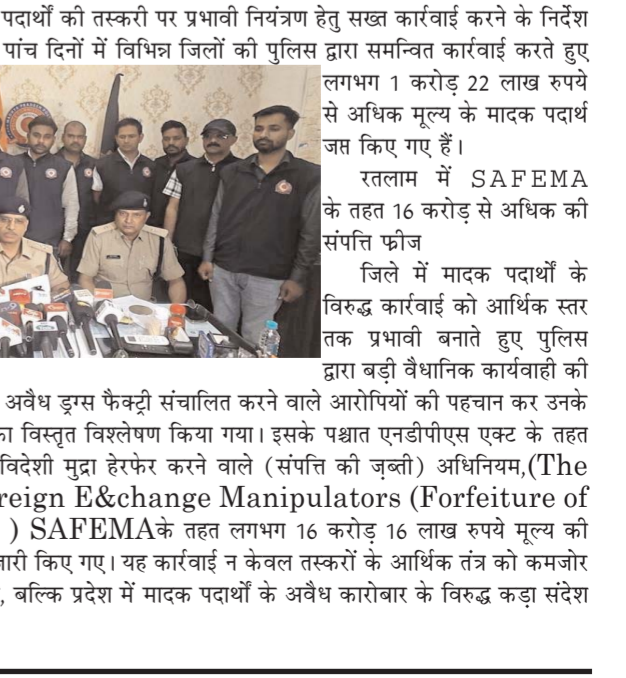 पदार्थों की तस्करी पर प्रभावी नियंत्रण हेतु सख्त कार्रवाई करने के निर्देश
पांच दिनों में विभिन्न जिलों की पुलिस द्वारा समन्वित कार्रवाई करते हुए
लगभग 1 करोड़ 22 लाख रुपये
से अधिक मूल्य के मादक पदार्थ
जप्त किए गए हैं।
रतलाम में SAFEMA
के तहत 16 करोड़ से अधिक की
संपत्ति फ्रीज
जिले में मादक पदार्थों के
विरुद्ध कार्रवाई को आर्थिक स्तर
तक प्रभावी बनाते हुए पुलिस
द्वारा बड़ी वैधानिक कार्यवाही की
अवैध ड्रग्स फैक्ट्री संचालित करने वाले आरोपियों की पहचान कर उनके
विस्तृत विश्लेषण किया गया। इसके पश्चात एनडीपीएस एक्ट के तहत
विदेशी मुद्रा हेरफेर करने वाले (संपत्ति की ज़ब्ती) अधिनियम,(The
reign E&change Manipulators (Forfeiture of
) SAFEMAके तहत लगभग 16 करोड़ 16 लाख रुपये मूल्य की
किए गए। यह कार्रवाई न केवल तस्करों के आर्थिक तंत्र को कमजोर
, बल्कि प्रदेश में मादक पदार्थों के अवैध कारोबार के विरुद्ध कड़ा संदेश